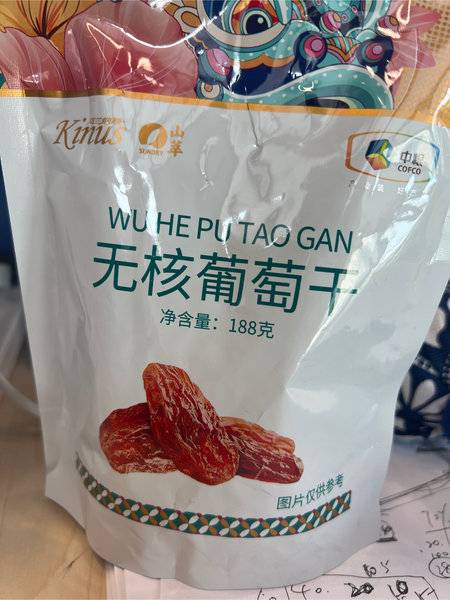 Kinus
SUNDRY
山萃
中粮
COFCO
WU HE PU TAO GAN
无核葡萄干
净含量：188克
图片仅供参考